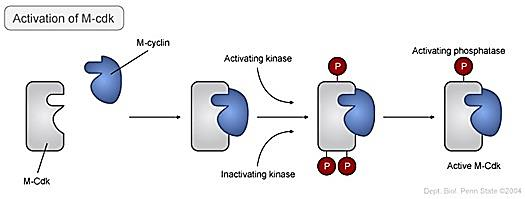 Activation of M-cdk
M-cyclin
M-Cdk
Activating kinase
Inactivating kinase
P
P
P
Activating phosphatase
P
Active M-Cdk
Dept. Biol. Penn State ©2004